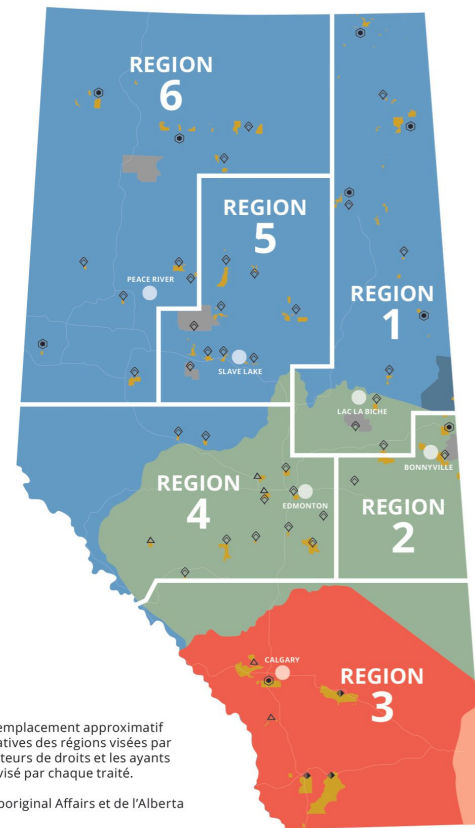 REGION
6
REGION
5
PEACE RIVER
REGION
1
SLAVE LAKE
LAC LA BICHE
BONNYVILLE
REGION
4
EDMONTON
REGION
2
CALGARY
REGION
3
emplacement approximatif
atives des régions visées par
teurs de droits et les ayants
visé par chaque traité.
original Affairs et de l'Alberta